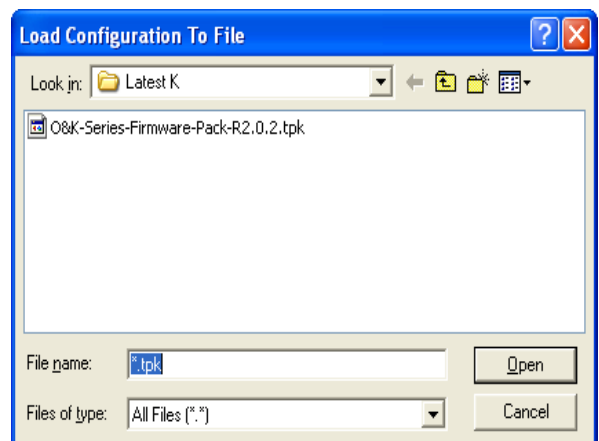 Load Configuration To File
Look in: Latest K
O&K-Series-Firmware-Pack-R2.0.2.tpk
File name: *.tpk Open
Files of type: All Files (*.*) Cancel